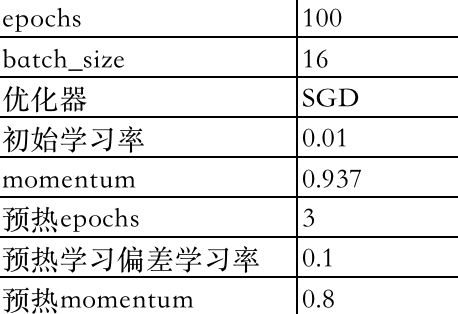 epochs 100
batch_size 16
优化器 SGD
初始学习率 0.01
momentum 0.937
预热epochs 3
预热学习偏差学习率 0.1
预热momentum 0.8